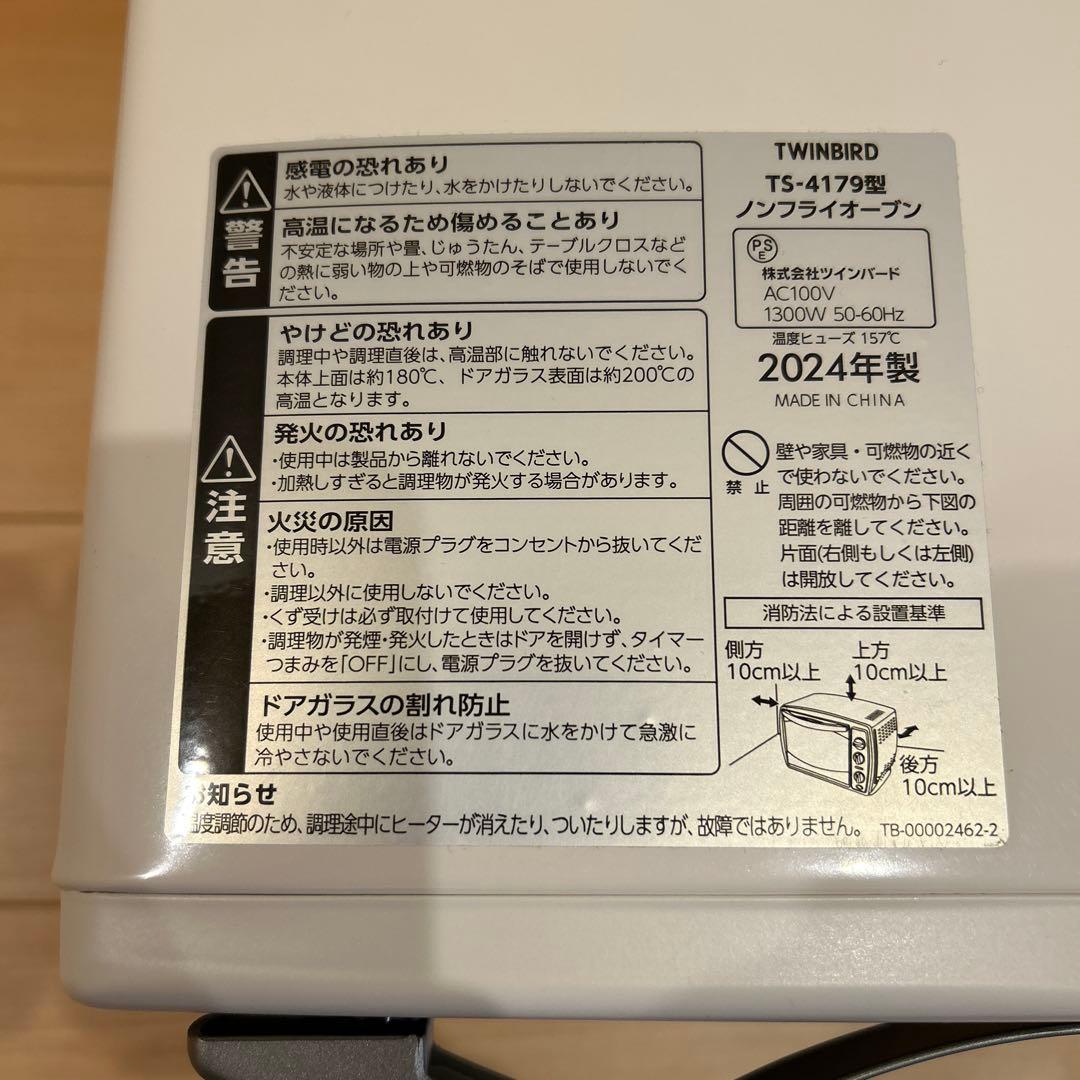 警告
感電の恐れあり
水や液体につけたり、水をかけたりしないでください。
高温になるため傷めることあり
不安定な場所や畳、じゅうたん、テーブルクロスなど
の熱に弱い物の上や可燃物のそばで使用しないでく
ださい。
注意
やけどの恐れあり
調理中や調理直後は、高温部に触れないでください。
本体上面は約180℃、ドアガラス表面は約200℃の
高温となります。
発火の恐れあり
・使用中は製品から離れないでください。
・加熱しすぎると調理物が発火する場合があります。
火災の原因
・使用時以外は電源プラグをコンセントから抜いてくだ
さい。
・調理以外に使用しないでください。
・くず受けは必ず取付けて使用してください。
・調理物が発煙・発火したときはドアを開けず、タイマー
つまみを「OFF」にし、電源プラグを抜いてください。
ドアガラスの割れ防止
使用中や使用直後はドアガラスに水をかけて急激に
冷やさないでください。
お知らせ
温度調節のため、調理途中にヒーターが消えたり、ついたりしますが、故障ではありません。
TWINBIRD
TS-4179型
ノンフライオーブン
PSE
株式会社ツインバード
AC100V
1300W 50-60Hz
温度ヒューズ 157℃
2024年製
MADE IN CHINA
禁止
壁や家具・可燃物の近く
で使わないでください。
周囲の可燃物から下図の
距離を離してください。
片面(右側もしくは左側)
は開放してください。
消防法による設置基準
側方
10cm以上
上方
10cm以上
後方
10cm以上
TB-00002462-2